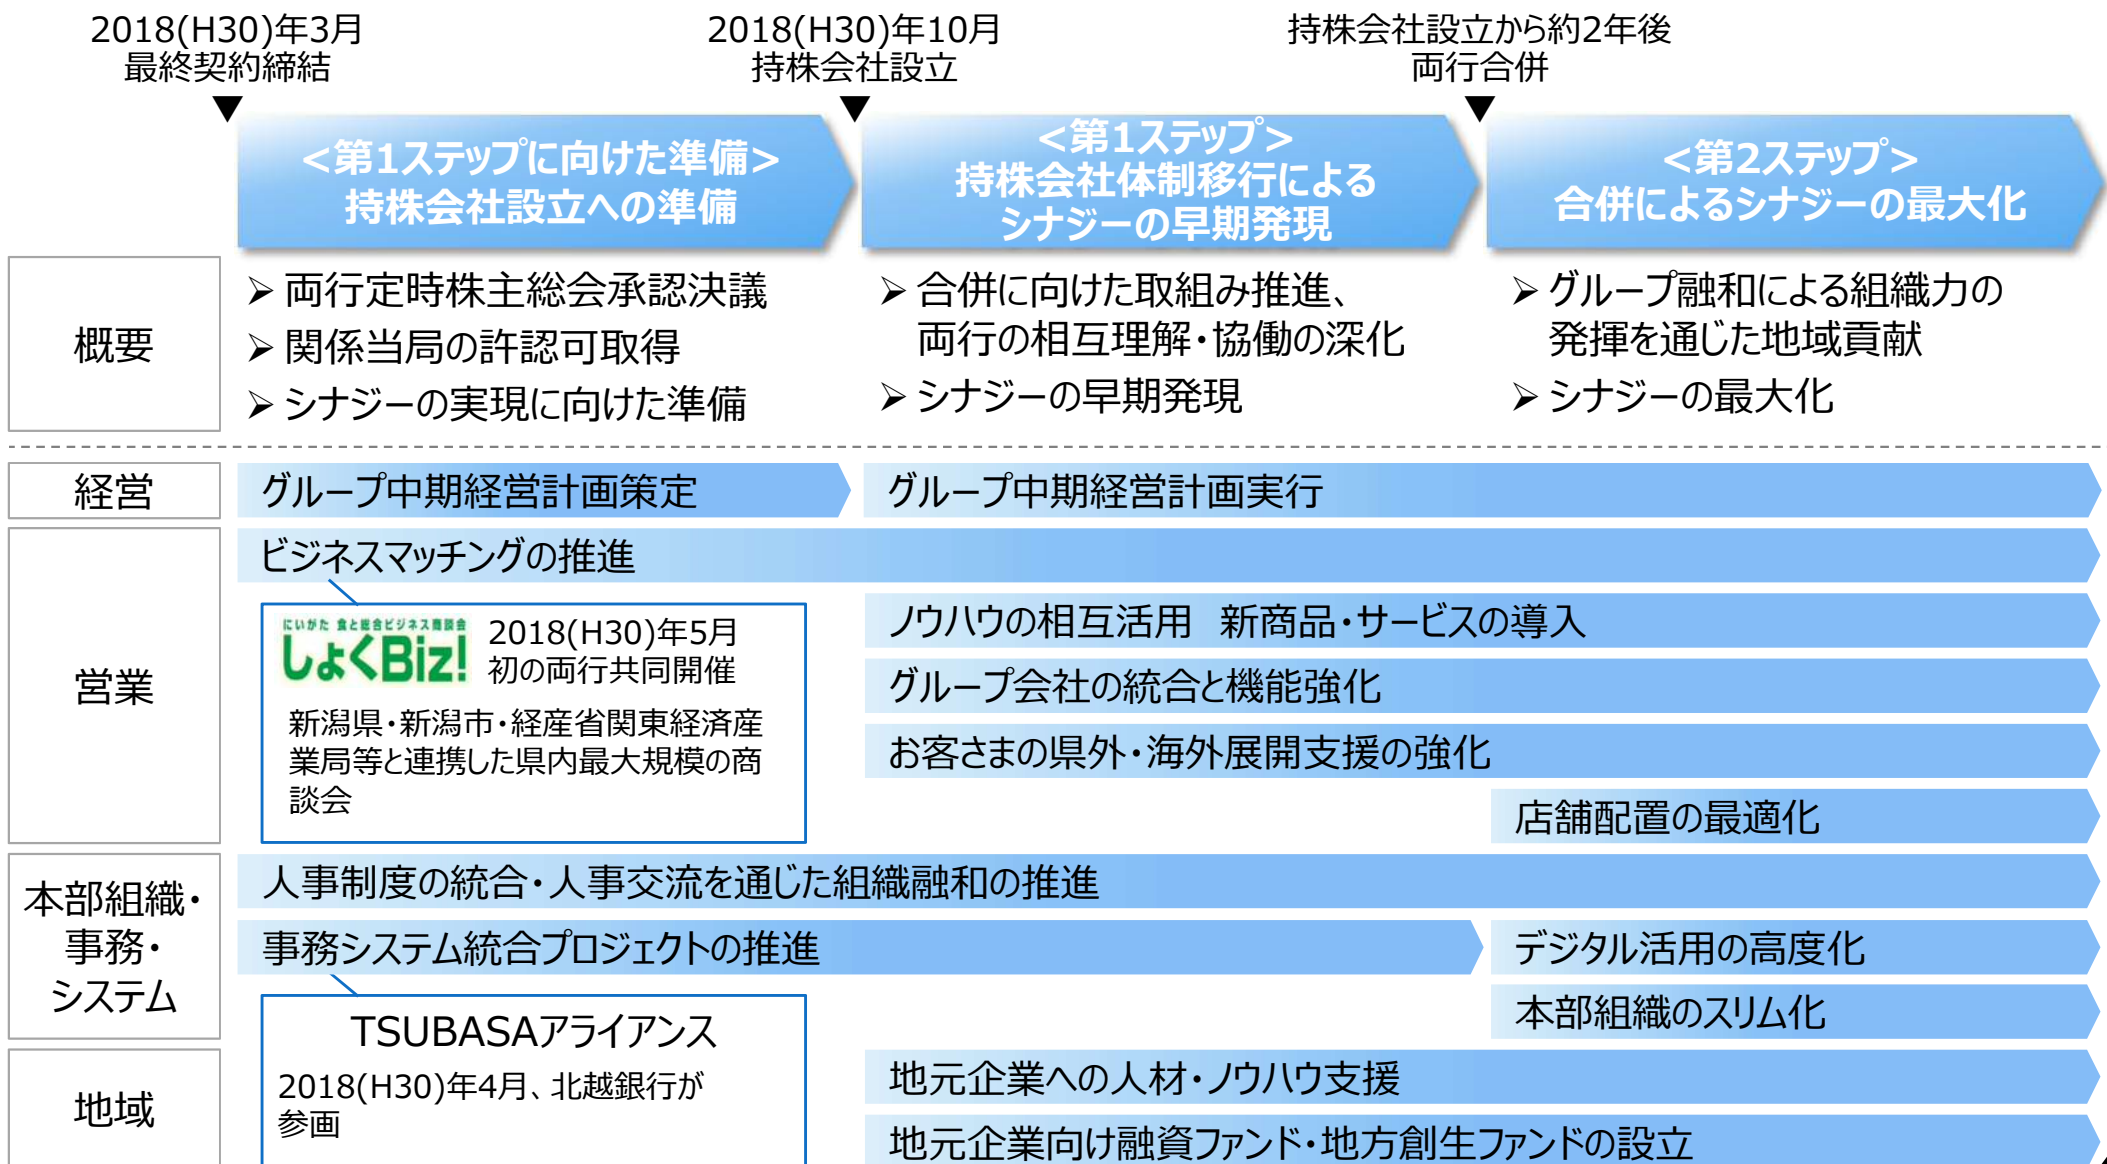 2018(H30)年3月
最終契約締結
2018(H30)年10月
持株会社設立
持株会社設立から約2年後
両行合併
<第1ステップに向けた準備>
持株会社設立への準備
<第1ステップ>
持株会社体制移行による
シナジーの早期発現
<第2ステップ>
合併によるシナジーの最大化
概要
➢ 両行定時株主総会承認決議
➢ 関係当局の許認可取得
➢ シナジーの実現に向けた準備
➢ 合併に向けた取組み推進、
両行の相互理解・協働の深化
➢ シナジーの早期発現
➢ グループ融和による組織力の
発揮を通じた地域貢献
➢ シナジーの最大化
経営
グループ中期経営計画策定
グループ中期経営計画実行
営業
ビジネスマッチングの推進
にいがた 食と総合ビジネス商談会
しょくBiz!
2018(H30)年5月
初の両行共同開催
新潟県・新潟市・経産省関東経済産
業局等と連携した県内最大規模の商
談会
ノウハウの相互活用 新商品・サービスの導入
グループ会社の統合と機能強化
お客さまの県外・海外展開支援の強化
店舗配置の最適化
本部組織・
事務・
システム
人事制度の統合・人事交流を通じた組織融和の推進
事務システム統合プロジェクトの推進
デジタル活用の高度化
本部組織のスリム化
TSUBASAアライアンス
2018(H30)年4月、北越銀行が
参画
地域
地元企業への人材・ノウハウ支援
地元企業向け融資ファンド・地方創生ファンドの設立